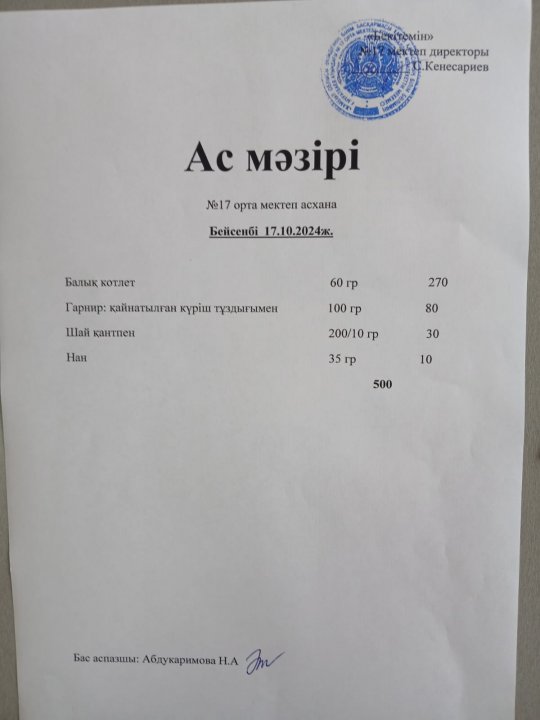 «Бекітемін»
№17 мектеп директоры
С.Кенесариев
Ас мәзірі
№17 орта мектеп асхана
Бейсенбі 17.10.2024ж.
Балық котлет 60 гр 270
Гарнир: қайнатылған күріш тұздығымен 100 гр 80
Шай қантпен 200/10 гр 30
Нан 35 гр 10
500
Бас аспазшы: Абдукаримова Н.А